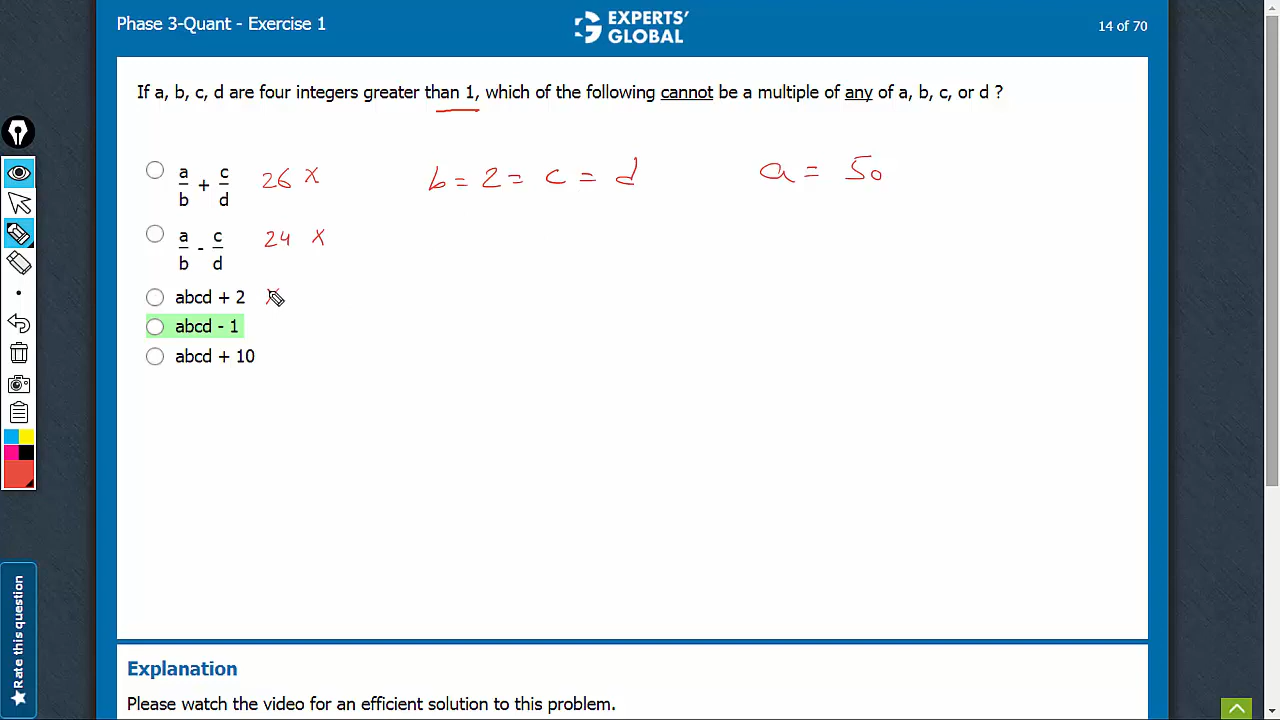 Phase 3-Quant - Exercise 1
EXPERTS'
GLOBAL
14 of 70
If a, b, c, d are four integers greater than 1, which of the following cannot be a multiple of any of a, b, c, or d ?
a/b + c/d 26 x
b = 2 = c = d
a = 50
a/b - c/d 24 x
abcd + 2 x
abcd - 1
abcd + 10
Rate this question
Explanation
Please watch the video for an efficient solution to this problem.